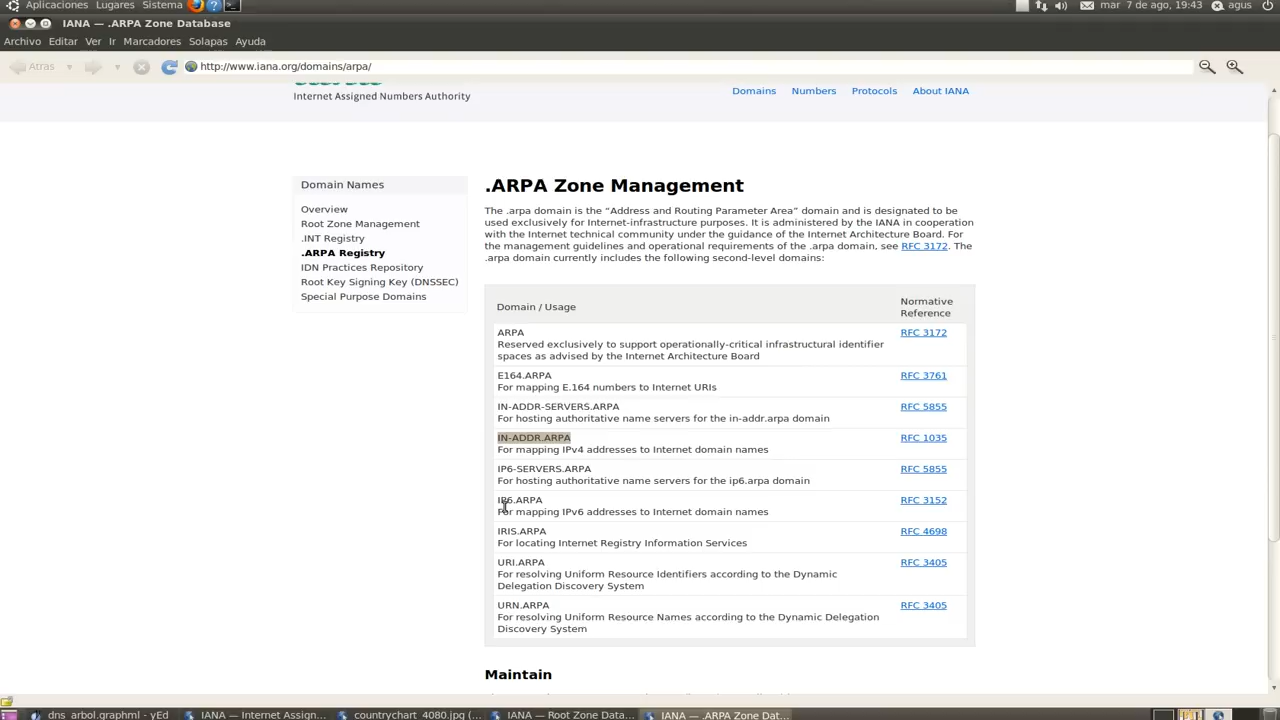 Aplicaciones Lugares Sistema
mar 7 de ago, 19:43 agus
IANA — .ARPA Zone Database
Archivo Editar Ver Ir Marcadores Solapas Ayuda
Atras
http://www.iana.org/domains/arpa/
Internet Assigned Numbers Authority
Domains Numbers Protocols About IANA
Domain Names
Overview
Root Zone Management
.INT Registry
.ARPA Registry
IDN Practices Repository
Root Key Signing Key (DNSSEC)
Special Purpose Domains
.ARPA Zone Management
The .arpa domain is the “Address and Routing Parameter Area” domain and is designated to be
used exclusively for Internet-infrastructure purposes. It is administered by the IANA in cooperation
with the Internet technical community under the guidance of the Internet Architecture Board. For
the management guidelines and operational requirements of the .arpa domain, see RFC 3172. The
.arpa domain currently includes the following second-level domains:
Domain / Usage
Normative
Reference
ARPA
RFC 3172
Reserved exclusively to support operationally-critical infrastructural identifier
spaces as advised by the Internet Architecture Board
E164.ARPA
RFC 3761
For mapping E.164 numbers to Internet URIs
IN-ADDR-SERVERS.ARPA
RFC 5855
For hosting authoritative name servers for the in-addr.arpa domain
IN-ADDR.ARPA
RFC 1035
For mapping IPv4 addresses to Internet domain names
IP6-SERVERS.ARPA
RFC 5855
For hosting authoritative name servers for the ip6.arpa domain
IP6.ARPA
RFC 3152
For mapping IPv6 addresses to Internet domain names
IRIS.ARPA
RFC 4698
For locating Internet Registry Information Services
URI.ARPA
RFC 3405
For resolving Uniform Resource Identifiers according to the Dynamic
Delegation Discovery System
URN.ARPA
RFC 3405
For resolving Uniform Resource Names according to the Dynamic Delegation
Discovery System
Maintain
dns_arbol.graphml - yEd
IANA — Internet Assign...
countrychart_4080.jpg (...
IANA — Root Zone Data...
IANA — .ARPA Zone Dat...